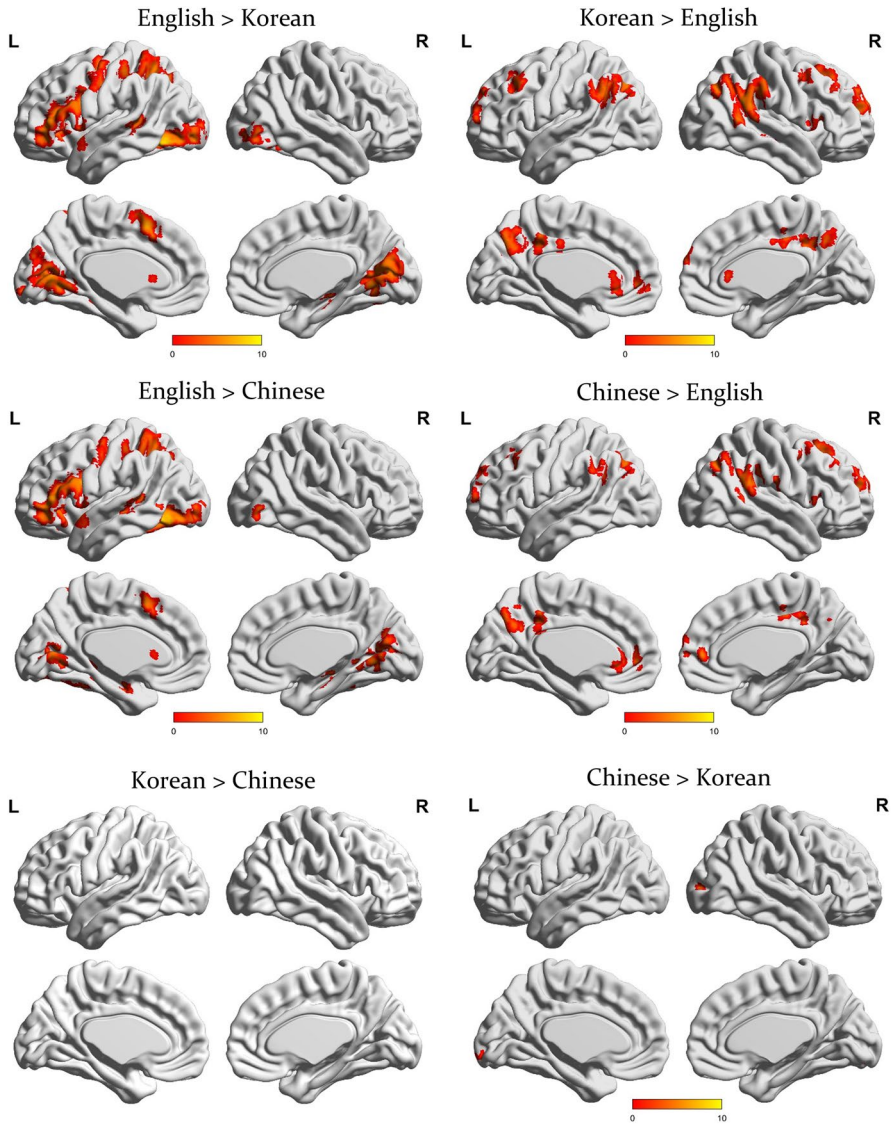 English > Korean
L R
0 10
Korean > English
L R
0 10
English > Chinese
L R
0 10
Chinese > English
L R
0 10
Korean > Chinese
L R
Chinese > Korean
L R
0 10